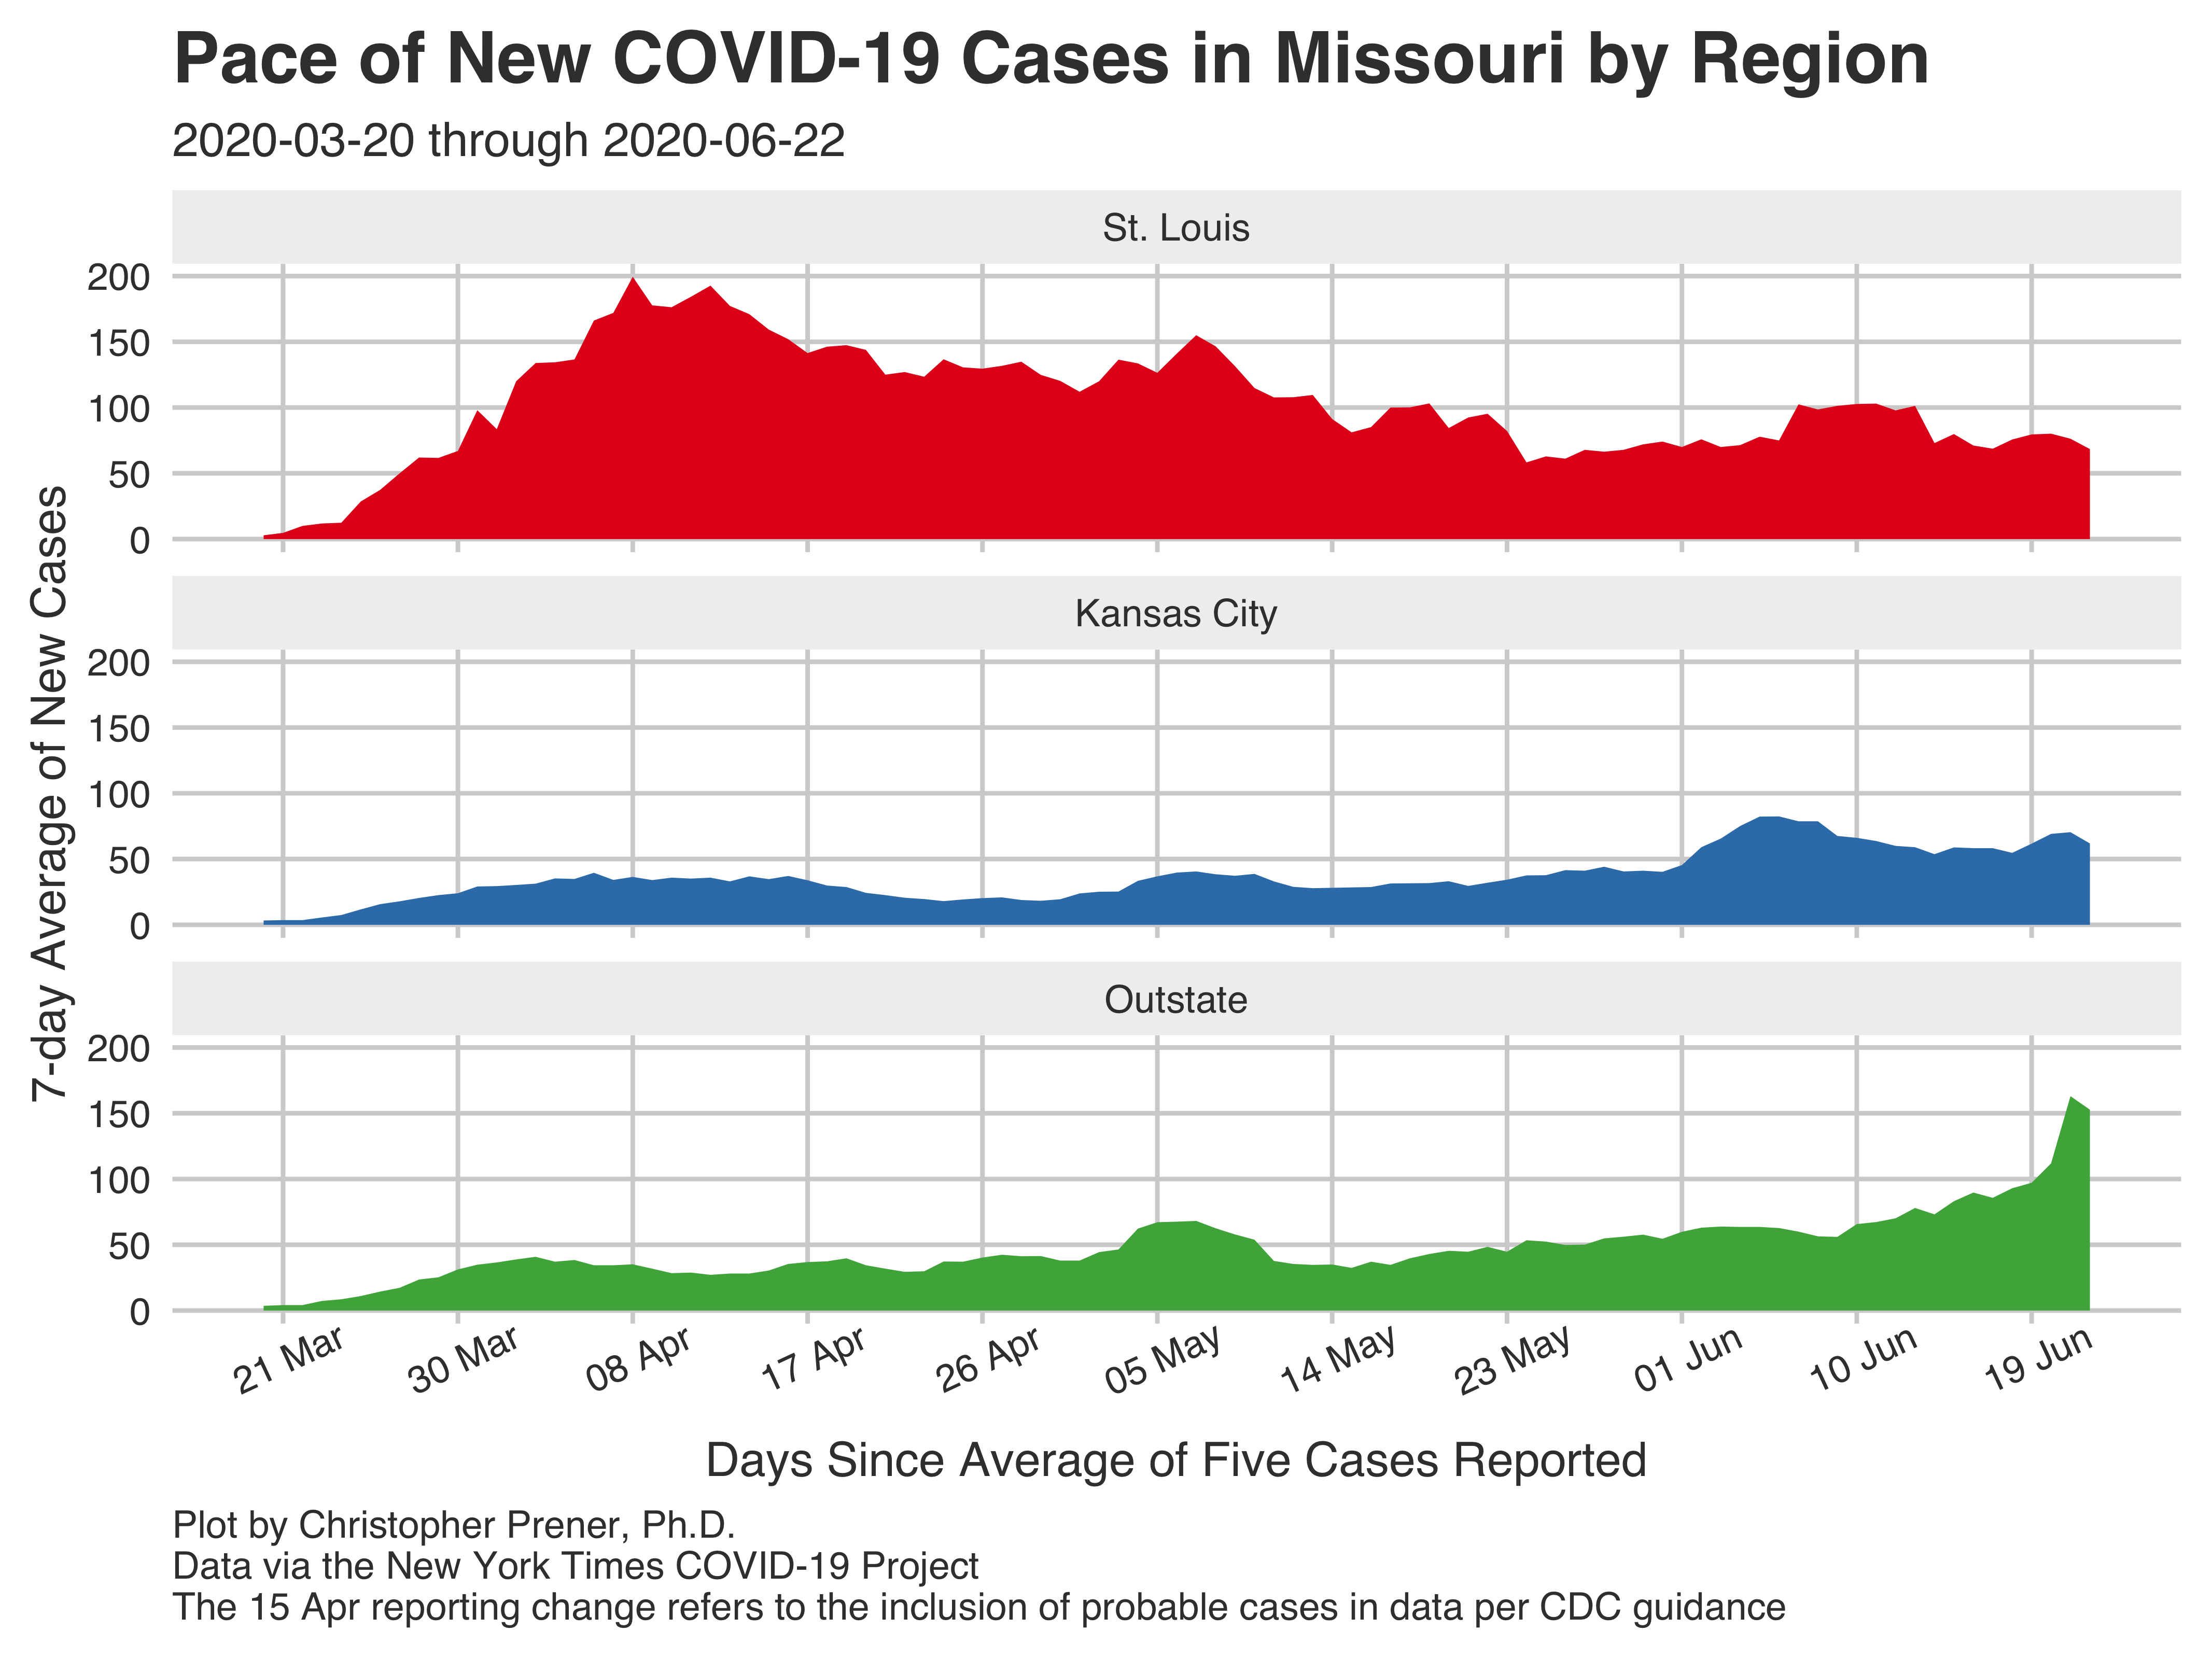 Pace of New COVID-19 Cases in Missouri by Region
2020-03-20 through 2020-06-22
St. Louis
200
150
100
50
0
Kansas City
200
150
100
50
0
Outstate
200
150
100
50
0
7-day Average of New Cases
21 Mar
30 Mar
08 Apr
17 Apr
26 Apr
05 May
14 May
23 May
01 Jun
10 Jun
19 Jun
Days Since Average of Five Cases Reported
Plot by Christopher Prener, Ph.D.
Data via the New York Times COVID-19 Project
The 15 Apr reporting change refers to the inclusion of probable cases in data per CDC guidance